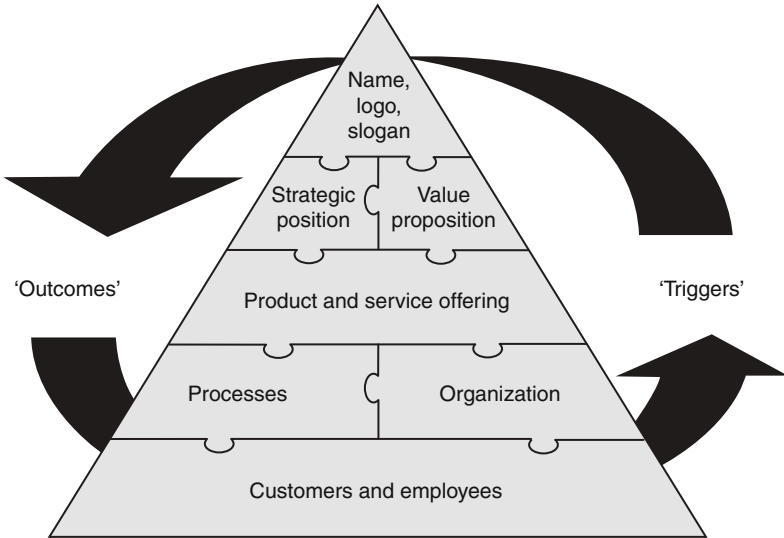 Name,
logo,
slogan
Strategic
position
Value
proposition
‘Outcomes’
Product and service offering
‘Triggers’
Processes
Organization
Customers and employees